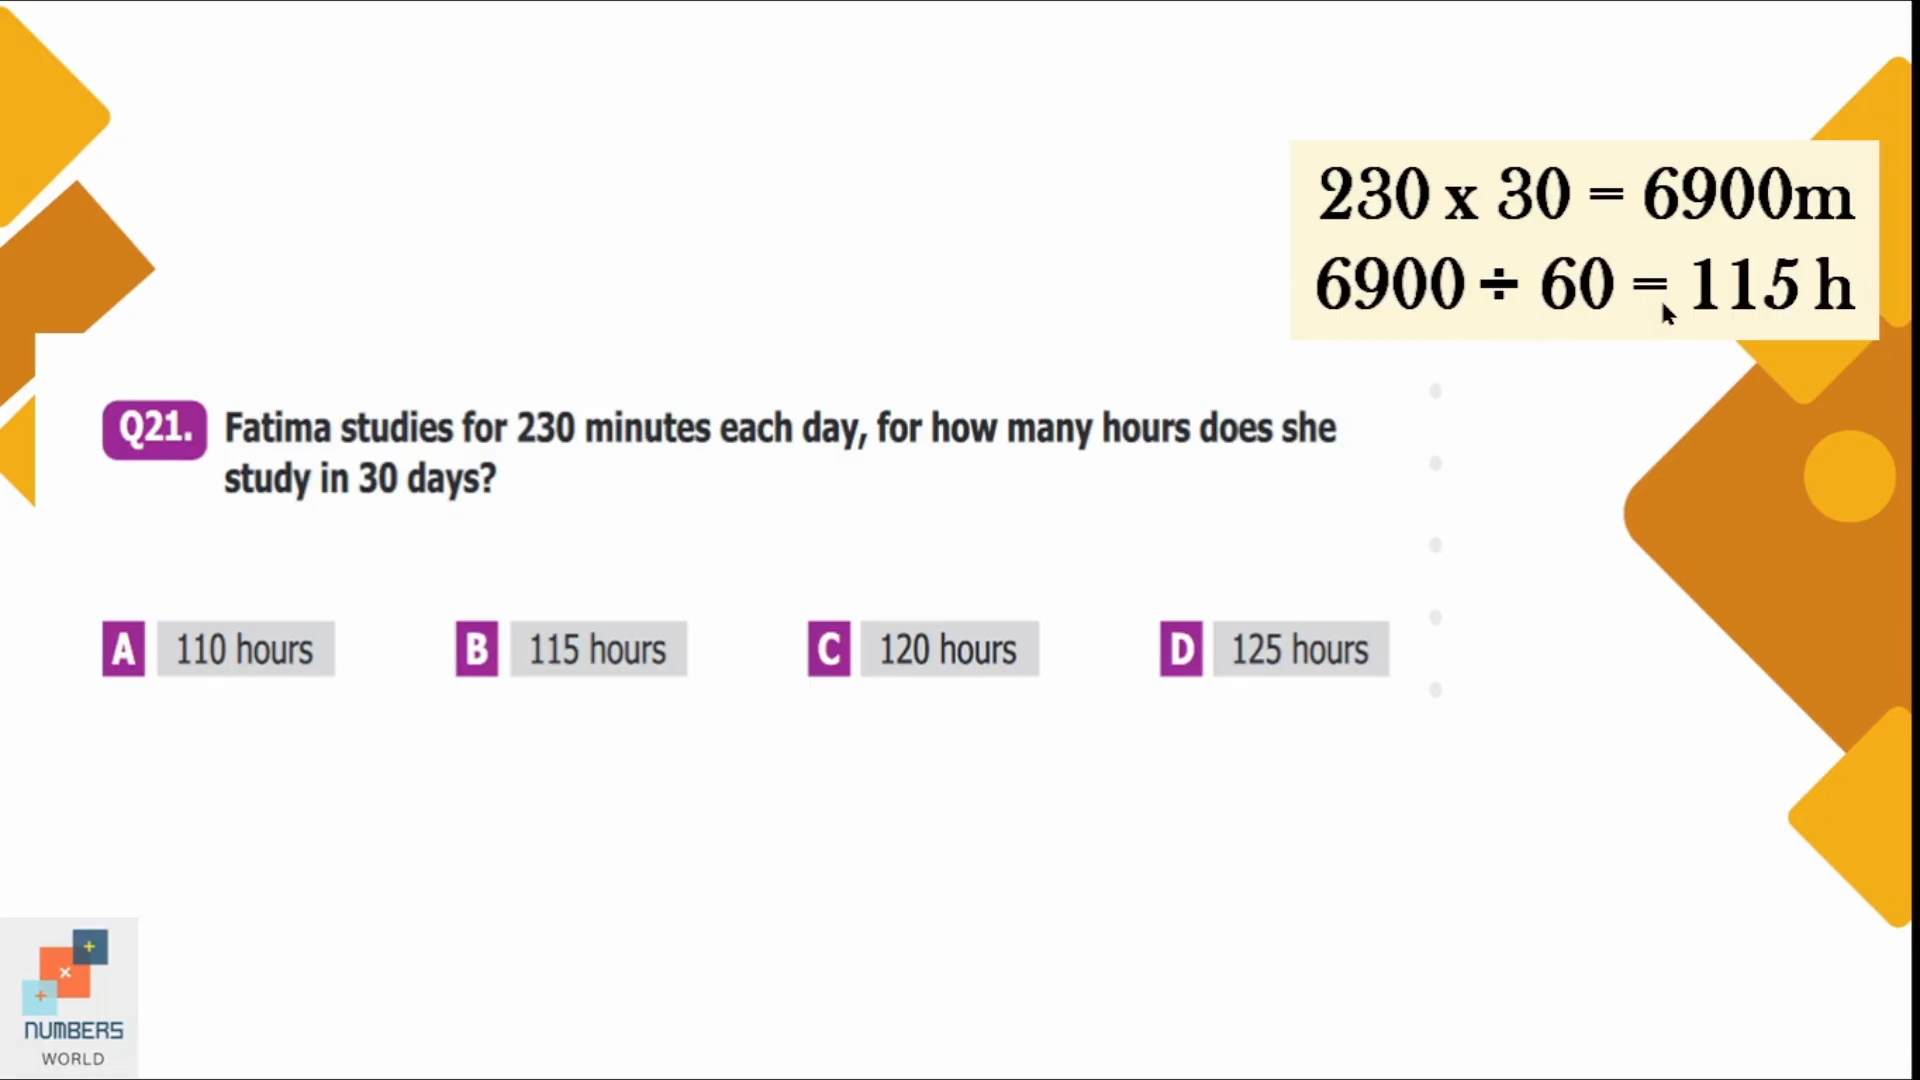 230 x 30 = 6900m
6900 ÷ 60 = 115 h
Q21. Fatima studies for 230 minutes each day, for how many hours does she
study in 30 days?
A 110 hours B 115 hours C 120 hours D 125 hours
+
×
+
NUMBERS
WORLD